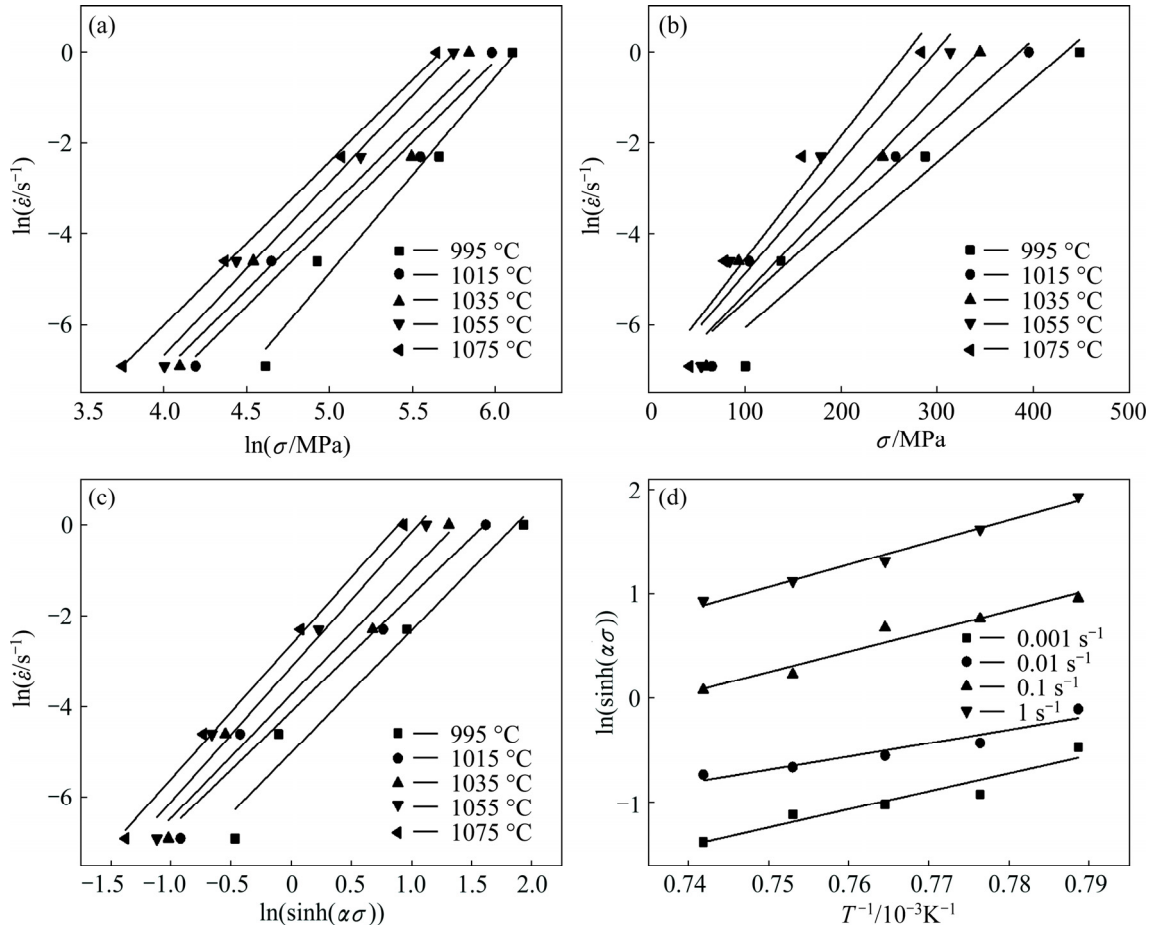 (a)
0
−2
−4
−6
ln(ε̇/s⁻¹)
995 °C
1015 °C
1035 °C
1055 °C
1075 °C
3.5 4.0 4.5 5.0 5.5 6.0
ln(σ/MPa)
(b)
0
−2
−4
−6
ln(ε̇/s⁻¹)
995 °C
1015 °C
1035 °C
1055 °C
1075 °C
0 100 200 300 400 500
σ/MPa
(c)
0
−2
−4
−6
ln(ε̇/s⁻¹)
995 °C
1015 °C
1035 °C
1055 °C
1075 °C
−1.5 −1.0 −0.5 0 0.5 1.0 1.5 2.0
ln(sinh(ασ))
(d)
2
1
0
−1
ln(sinh(ασ))
0.001 s⁻¹
0.01 s⁻¹
0.1 s⁻¹
1 s⁻¹
0.74 0.75 0.76 0.77 0.78 0.79
T⁻¹/10⁻³K⁻¹